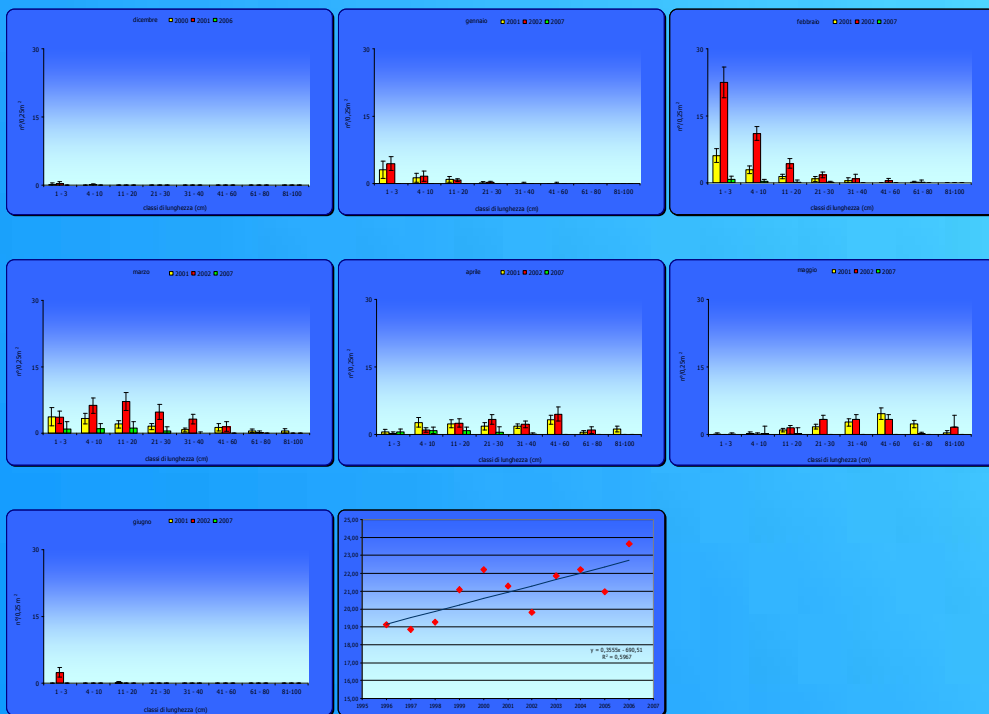 dicembre 2000 2001 2006
30
15
0
nº/0,25m²
1 - 3 4 - 10 11 - 20 21 - 30 31 - 40 41 - 60 61 - 80 81-100
classi di lunghezza (cm)
gennaio 2001 2002 2007
30
15
0
nº/0,25m²
1 - 3 4 - 10 11 - 20 21 - 30 31 - 40 41 - 60 61 - 80 81-100
classi di lunghezza (cm)
febbraio 2001 2002 2007
30
15
0
nº/0,25m²
1 - 3 4 - 10 11 - 20 21 - 30 31 - 40 41 - 60 61 - 80 81-100
classi di lunghezza (cm)
marzo 2001 2002 2007
30
15
0
nº/0,25m²
1 - 3 4 - 10 11 - 20 21 - 30 31 - 40 41 - 60 61 - 80 81-100
classi di lunghezza (cm)
aprile 2001 2002 2007
30
15
0
nº/0,25m²
1 - 3 4 - 10 11 - 20 21 - 30 31 - 40 41 - 60 61 - 80 81-100
classi di lunghezza (cm)
maggio 2001 2002 2007
30
15
0
nº/0,25m²
1 - 3 4 - 10 11 - 20 21 - 30 31 - 40 41 - 60 61 - 80 81-100
classi di lunghezza (cm)
giugno 2001 2002 2007
30
15
0
nº/0,25 m²
1 - 3 4 - 10 11 - 20 21 - 30 31 - 40 41 - 60 61 - 80 81-100
classi di lunghezza (cm)
25,00
24,00
23,00
22,00
21,00
20,00
19,00
18,00
17,00
16,00
15,00
y = 0,3555x - 690,51
R² = 0,5967
1995 1996 1997 1998 1999 2000 2001 2002 2003 2004 2005 2006 2007